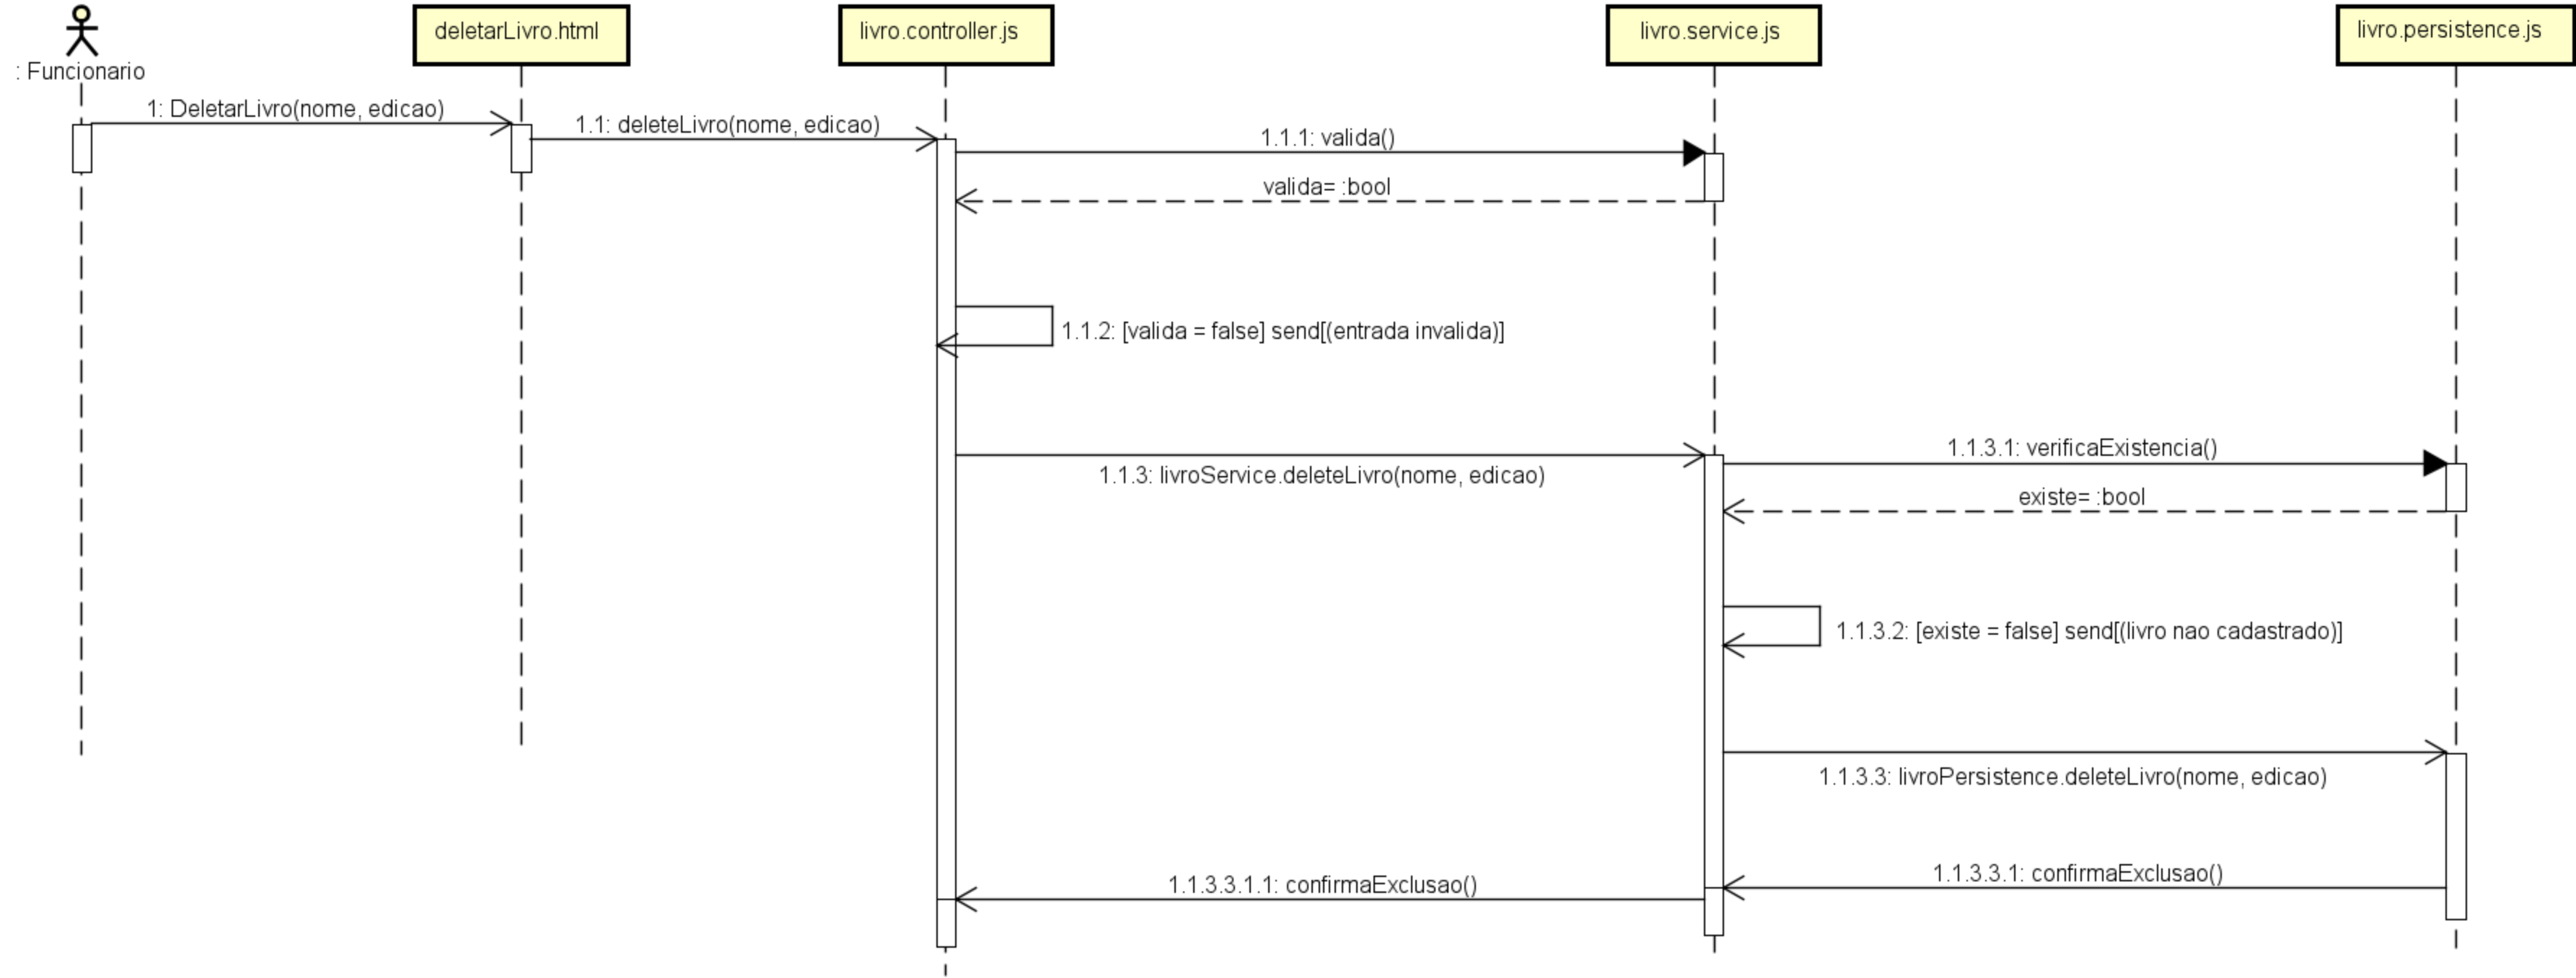 : Funcionario
deletarLivro.html
livro.controller.js
livro.service.js
livro.persistence.js
1: DeletarLivro(nome, edicao)
1.1: deleteLivro(nome, edicao)
1.1.1: valida()
valida= :bool
1.1.2: [valida = false] send[(entrada invalida)]
1.1.3: livroService.deleteLivro(nome, edicao)
1.1.3.1: verificaExistencia()
existe= :bool
1.1.3.2: [existe = false] send[(livro nao cadastrado)]
1.1.3.3: livroPersistence.deleteLivro(nome, edicao)
1.1.3.3.1: confirmaExclusao()
1.1.3.3.1.1: confirmaExclusao()